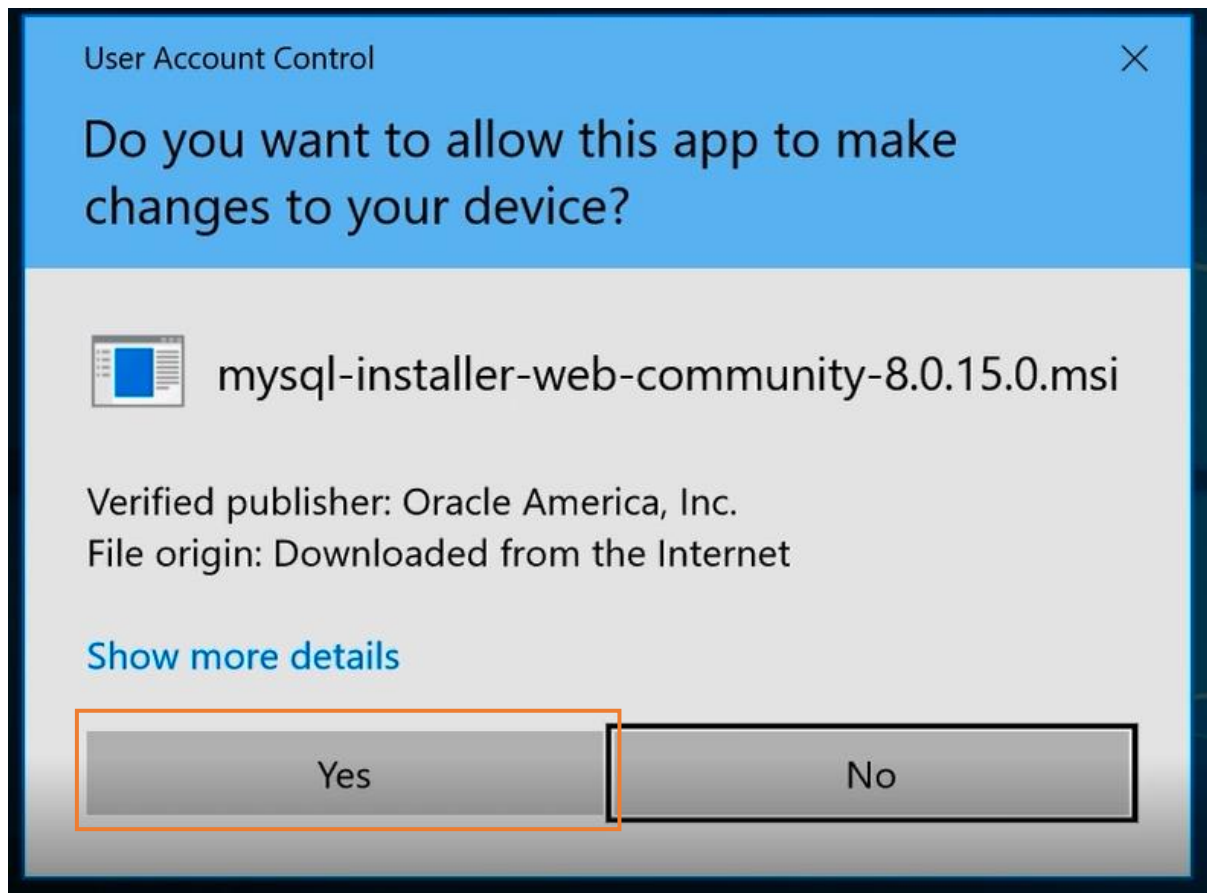 User Account Control
Do you want to allow this app to make
changes to your device?
mysql-installer-web-community-8.0.15.0.msi
Verified publisher: Oracle America, Inc.
File origin: Downloaded from the Internet
Show more details
Yes
No